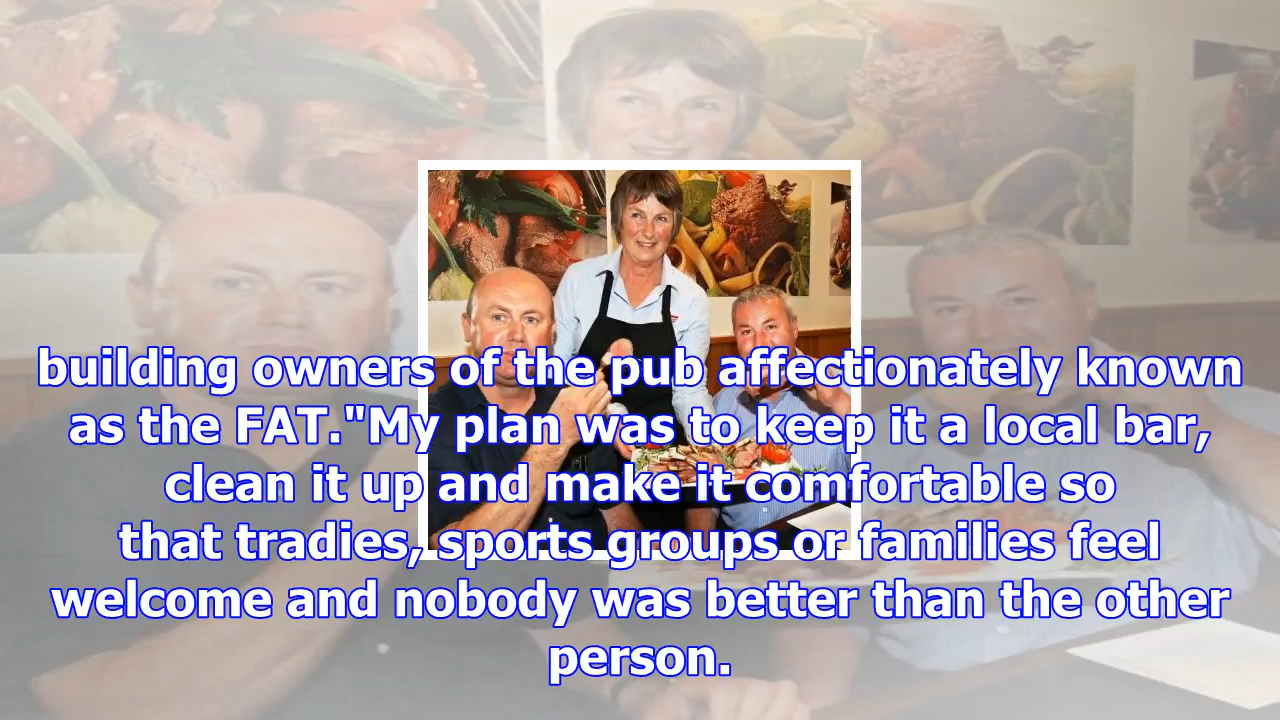 building owners of the pub affectionately known
as the FAT."My plan was to keep it a local bar,
clean it up and make it comfortable so
that tradies, sports groups or families feel
welcome and nobody was better than the other
person.